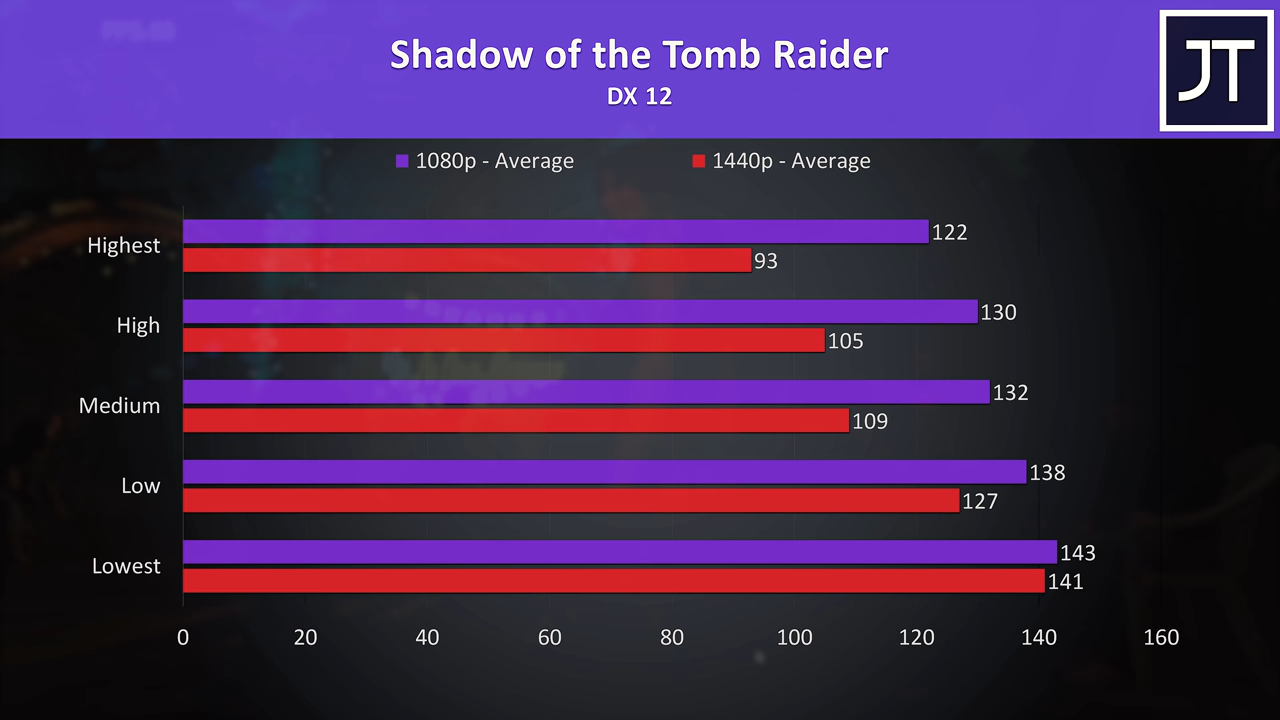 Shadow of the Tomb Raider
DX 12
JT
1080p - Average
1440p - Average
Highest
122
93
High
130
105
Medium
132
109
Low
138
127
Lowest
143
141
0 20 40 60 80 100 120 140 160